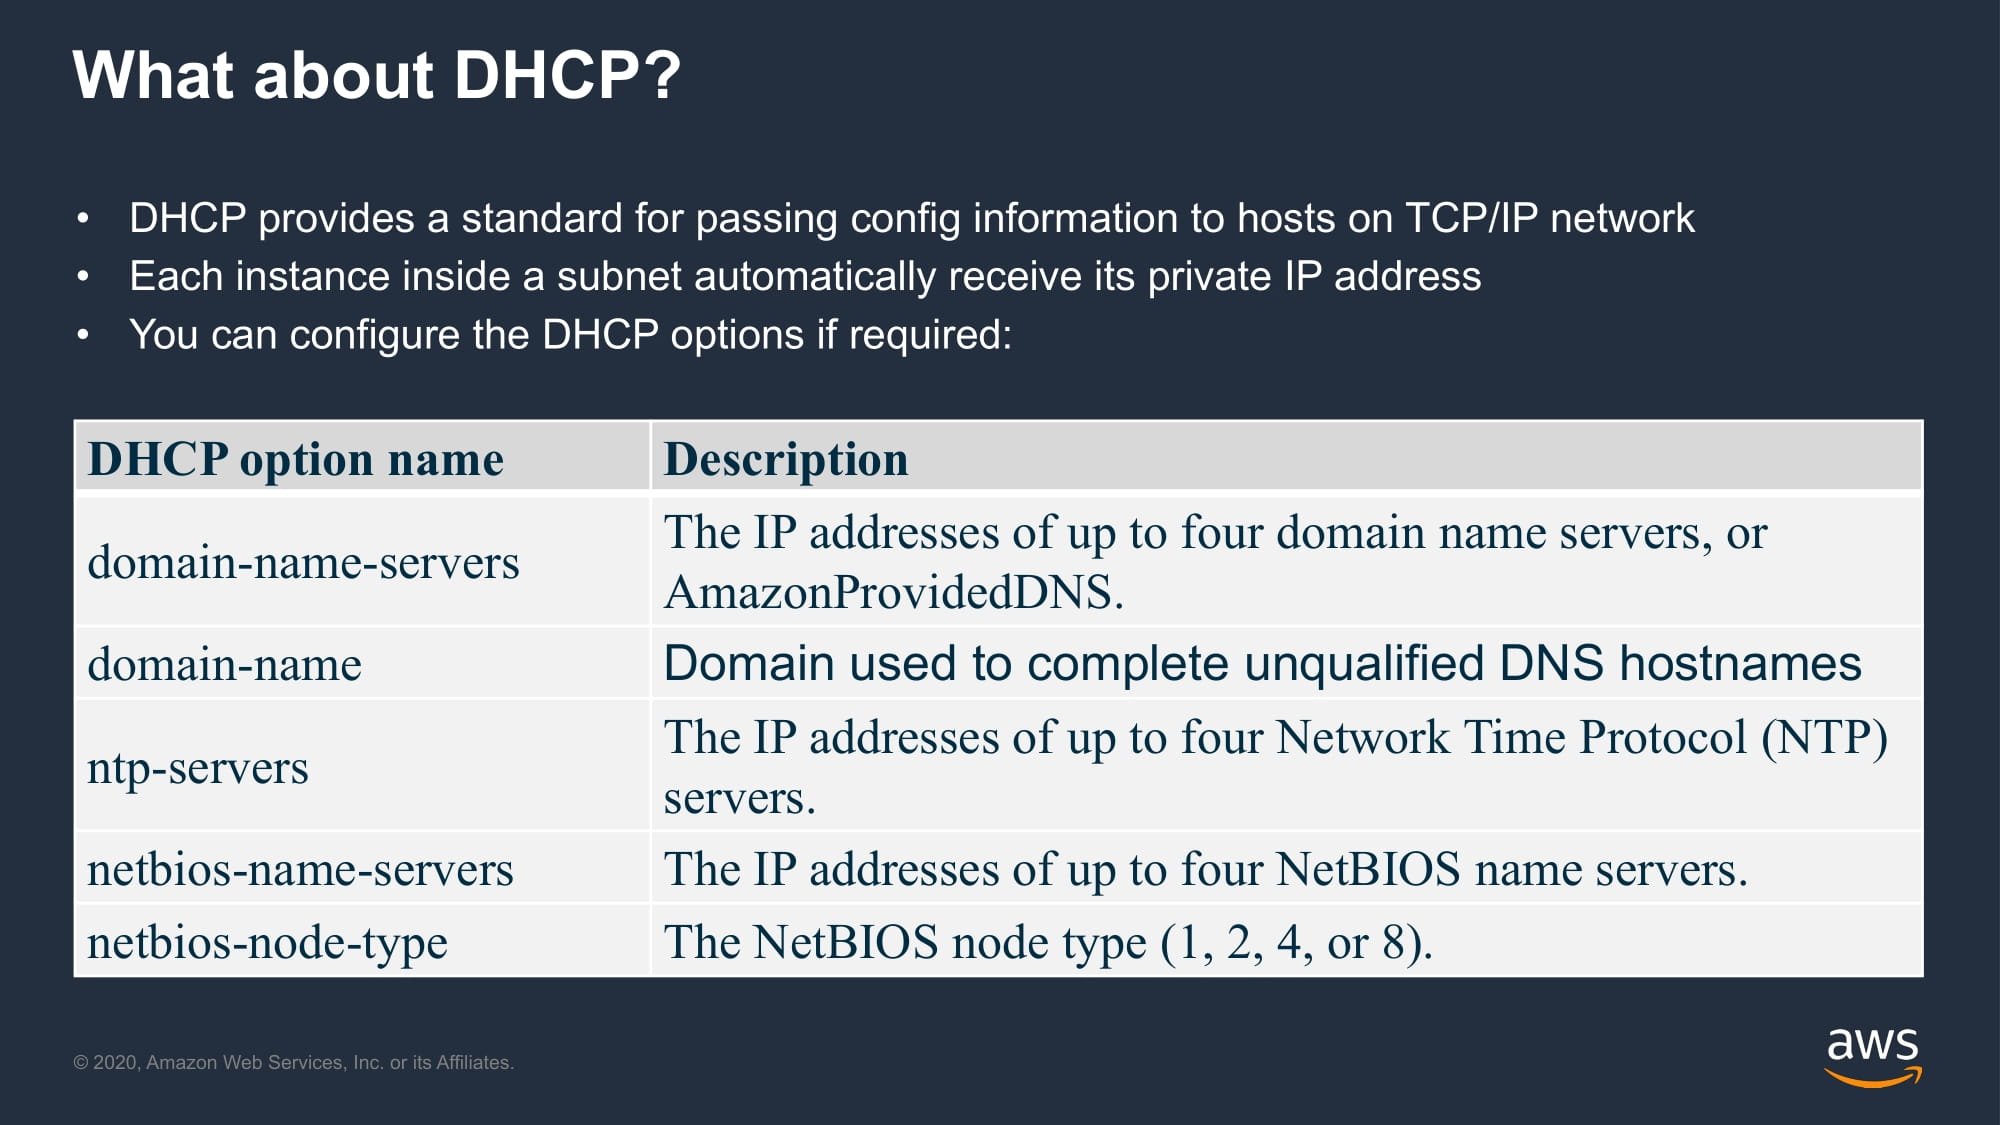 What about DHCP?
• DHCP provides a standard for passing config information to hosts on TCP/IP network
• Each instance inside a subnet automatically receive its private IP address
• You can configure the DHCP options if required:
DHCP option name Description
domain-name-servers The IP addresses of up to four domain name servers, or
AmazonProvidedDNS.
domain-name Domain used to complete unqualified DNS hostnames
ntp-servers The IP addresses of up to four Network Time Protocol (NTP)
servers.
netbios-name-servers The IP addresses of up to four NetBIOS name servers.
netbios-node-type The NetBIOS node type (1, 2, 4, or 8).
© 2020, Amazon Web Services, Inc. or its Affiliates.
aws